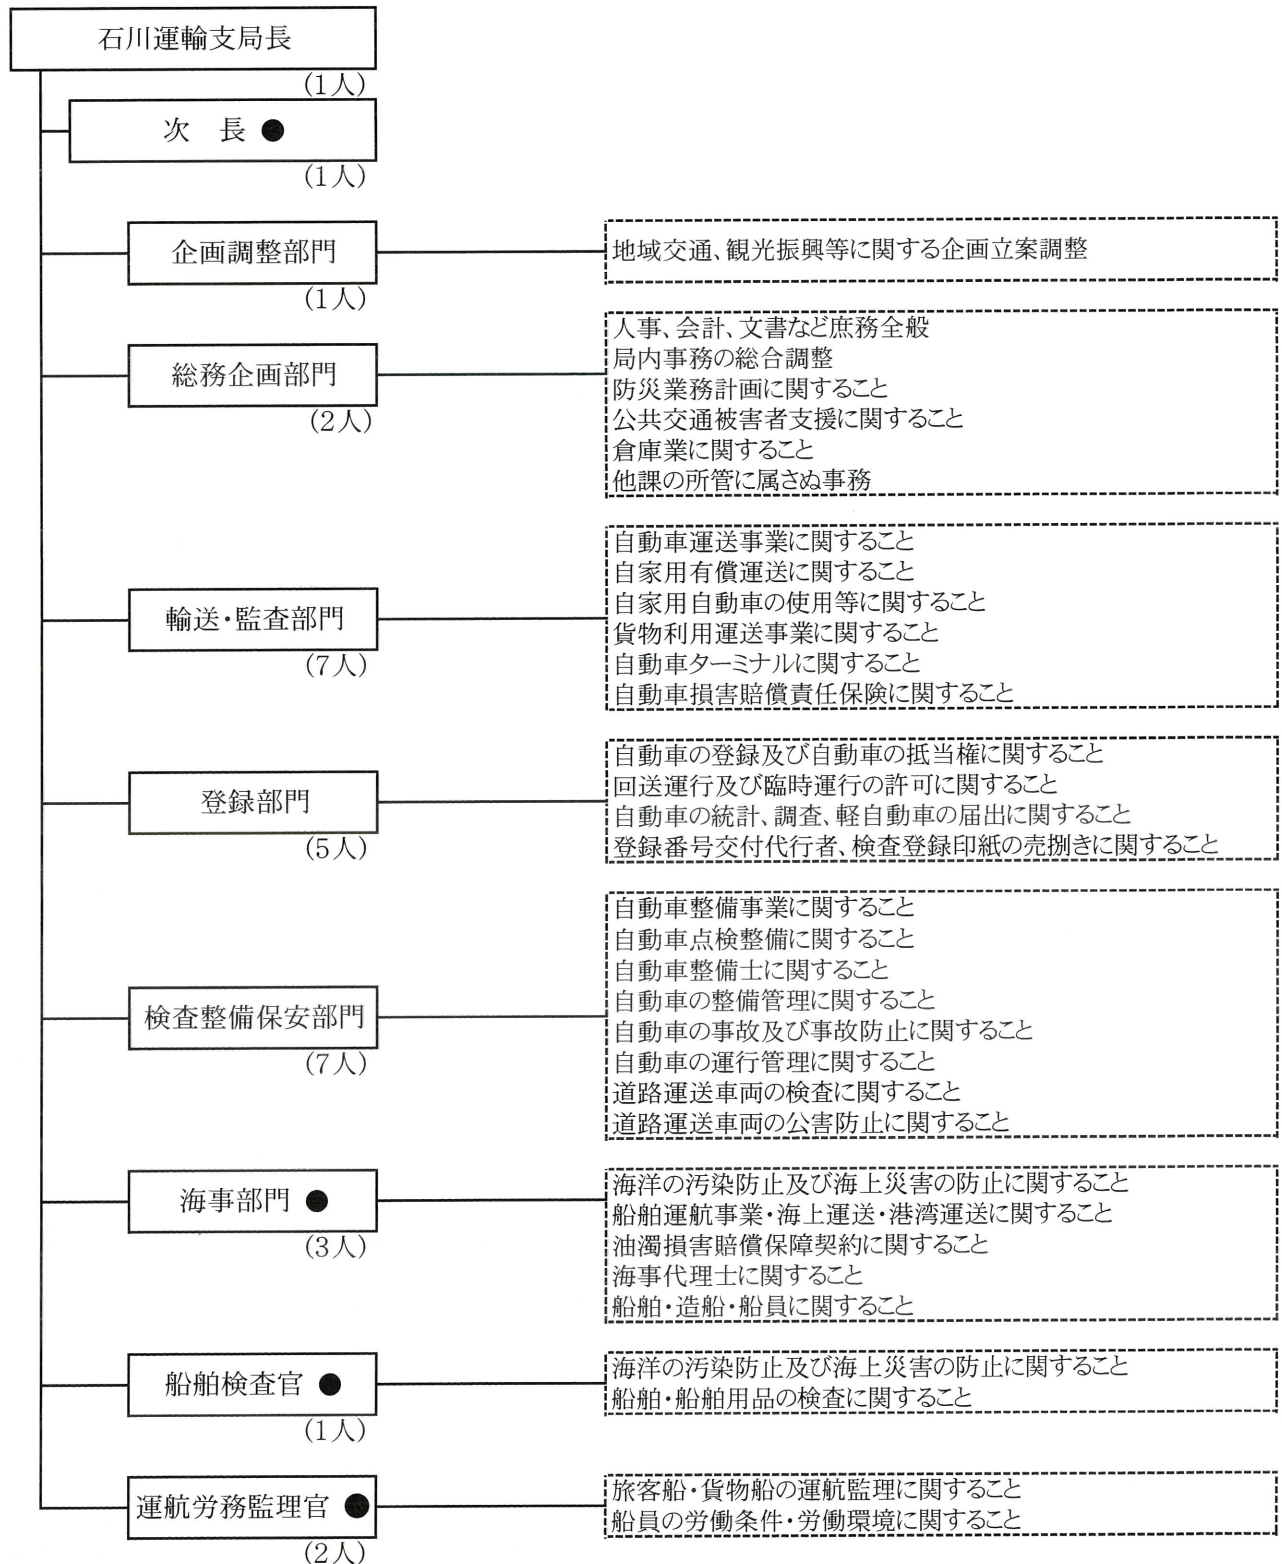 石川運輸支局長
(1人)
次　長 ●
(1人)
企画調整部門
(1人)
地域交通、観光振興等に関する企画立案調整
総務企画部門
(2人)
人事、会計、文書など庶務全般
局内事務の総合調整
防災業務計画に関すること
公共交通被害者支援に関すること
倉庫業に関すること
他課の所管に属さぬ事務
輸送・監査部門
(7人)
自動車運送事業に関すること
自家用有償運送に関すること
自家用自動車の使用等に関すること
貨物利用運送事業に関すること
自動車ターミナルに関すること
自動車損害賠償責任保険に関すること
登録部門
(5人)
自動車の登録及び自動車の抵当権に関すること
回送運行及び臨時運行の許可に関すること
自動車の統計、調査、軽自動車の届出に関すること
登録番号交付代行者、検査登録印紙の売捌きに関すること
検査整備保安部門
(7人)
自動車整備事業に関すること
自動車点検整備に関すること
自動車整備士に関すること
自動車の整備管理に関すること
自動車の事故及び事故防止に関すること
自動車の運行管理に関すること
道路運送車両の検査に関すること
道路運送車両の公害防止に関すること
海事部門 ●
(3人)
海洋の汚染防止及び海上災害の防止に関すること
船舶運航事業・海上運送・港湾運送に関すること
油濁損害賠償保障契約に関すること
海事代理士に関すること
船舶・造船・船員に関すること
船舶検査官 ●
(1人)
海洋の汚染防止及び海上災害の防止に関すること
船舶・船舶用品の検査に関すること
運航労務監理官 ●
(2人)
旅客船・貨物船の運航監理に関すること
船員の労働条件・労働環境に関すること